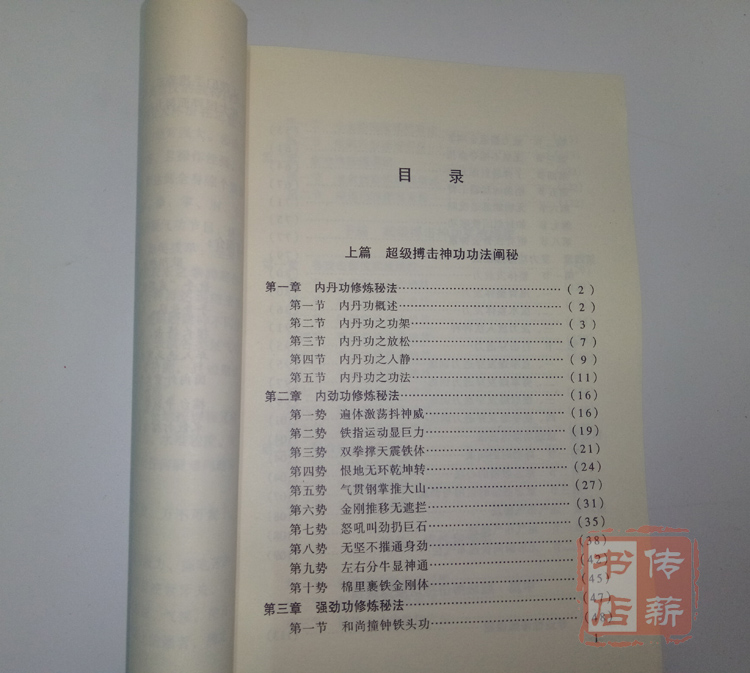 目 录
上篇 超级搏击神功功法阐秘
第一章 内丹功修炼秘法……………………………(2)
第一节 内丹功概述……………………………(2)
第二节 内丹功之功架……………………………(3)
第三节 内丹功之放松……………………………(7)
第四节 内丹功之入静……………………………(9)
第五节 内丹功之功法……………………………(11)
第二章 内劲功修炼秘法……………………………(16)
第一势 遍体激荡抖神威……………………………(16)
第二势 铁指运动显巨力……………………………(19)
第三势 双拳撑天震铁体……………………………(21)
第四势 恨地无环乾坤转……………………………(24)
第五势 气贯钢掌推大山……………………………(27)
第六势 金刚推移无遮拦……………………………(31)
第七势 怒吼叫劲扔巨石……………………………(35)
第八势 无坚不摧通身劲……………………………(38)
第九势 左右分牛显神通……………………………(42)
第十势 棉里裹铁金刚体……………………………(45)
第三章 强劲功修炼秘法……………………………(47)
第一节 和尚撞钟铁头功……………………………(48)
1
传薪书店